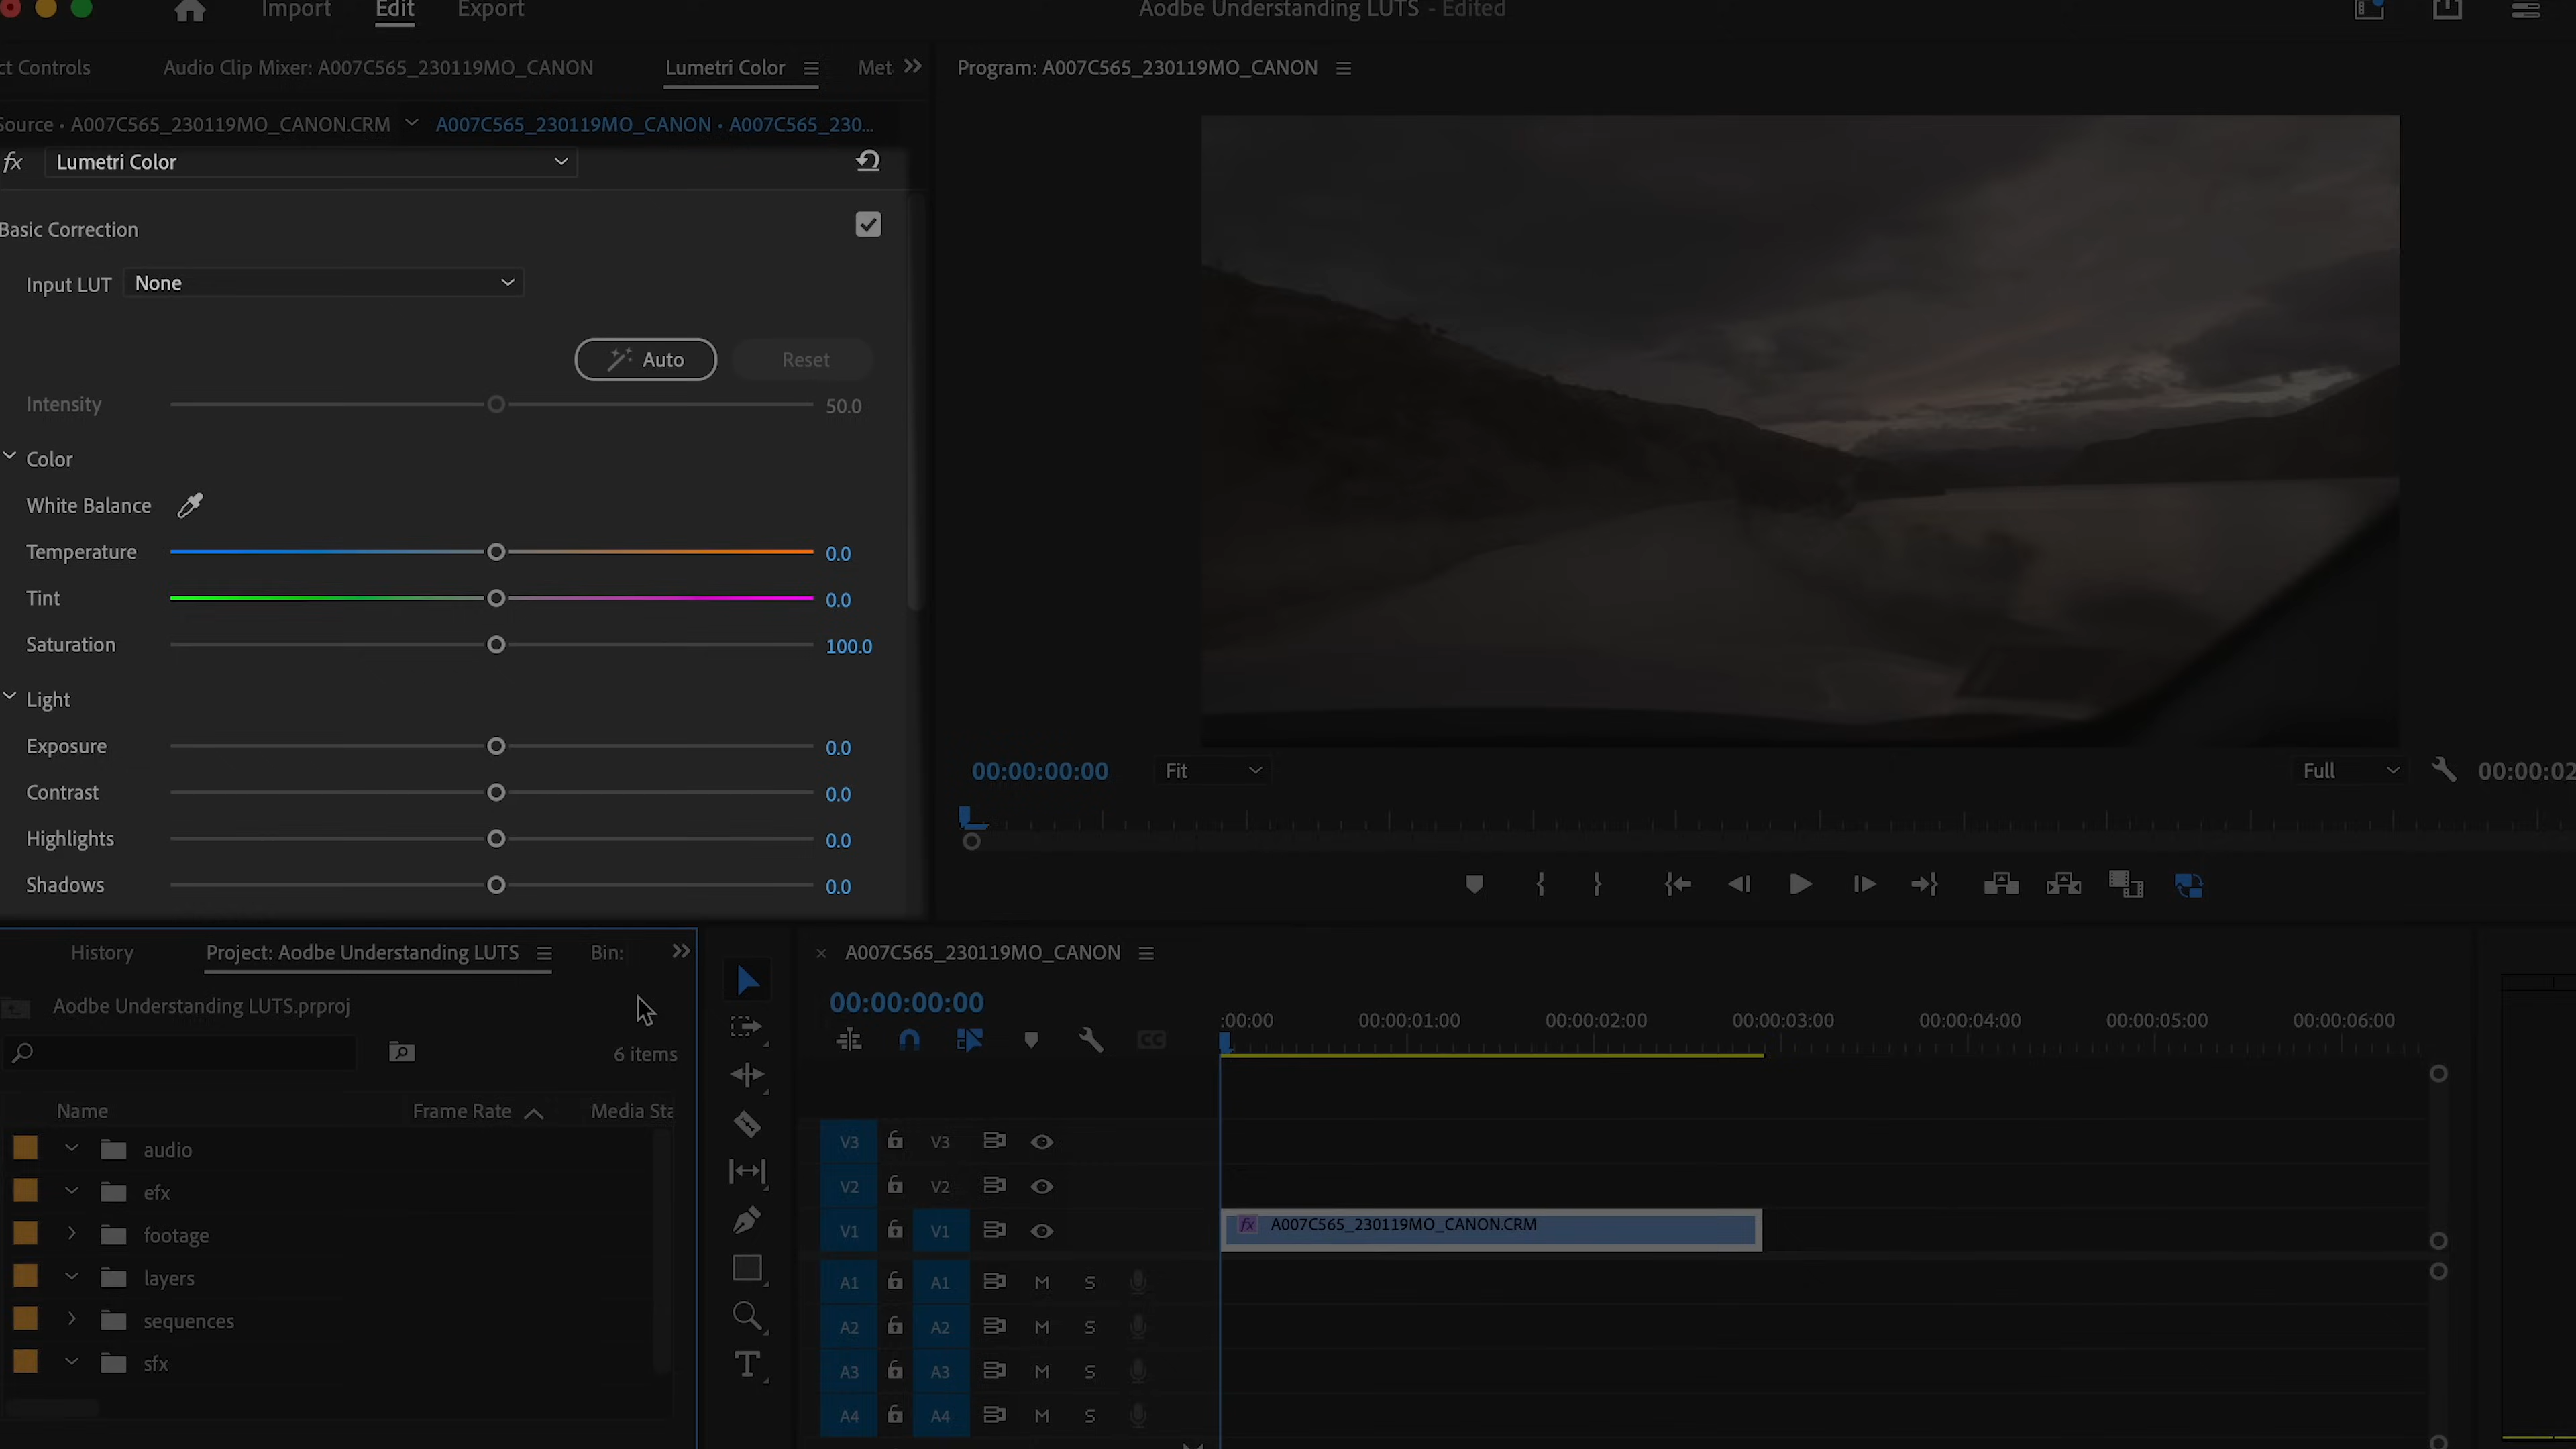 Import Edit Export
Aodbe Understanding LUTS - Edited
ct Controls Audio Clip Mixer: A007C565_230119MO_CANON Lumetri Color Met
Source • A007C565_230119MO_CANON.CRM A007C565_230119MO_CANON • A007C565_230...
fx Lumetri Color
Basic Correction
Input LUT None
Auto Reset
Intensity 50.0
Color
White Balance
Temperature 0.0
Tint 0.0
Saturation 100.0
Light
Exposure 0.0
Contrast 0.0
Highlights 0.0
Shadows 0.0
Program: A007C565_230119MO_CANON
00:00:00:00 Fit Full 00:00:02
History Project: Aodbe Understanding LUTS Bin:
Aodbe Understanding LUTS.prproj
6 items
Name Frame Rate Media Sta
audio
efx
footage
layers
sequences
sfx
T
× A007C565_230119MO_CANON
00:00:00:00
CC
:00:00 00:00:01:00 00:00:02:00 00:00:03:00 00:00:04:00 00:00:05:00 00:00:06:00
V3 V3
V2 V2
V1 V1 fx A007C565_230119MO_CANON.CRM
A1 A1 M S
A2 A2 M S
A3 A3 M S
A4 A4 M S